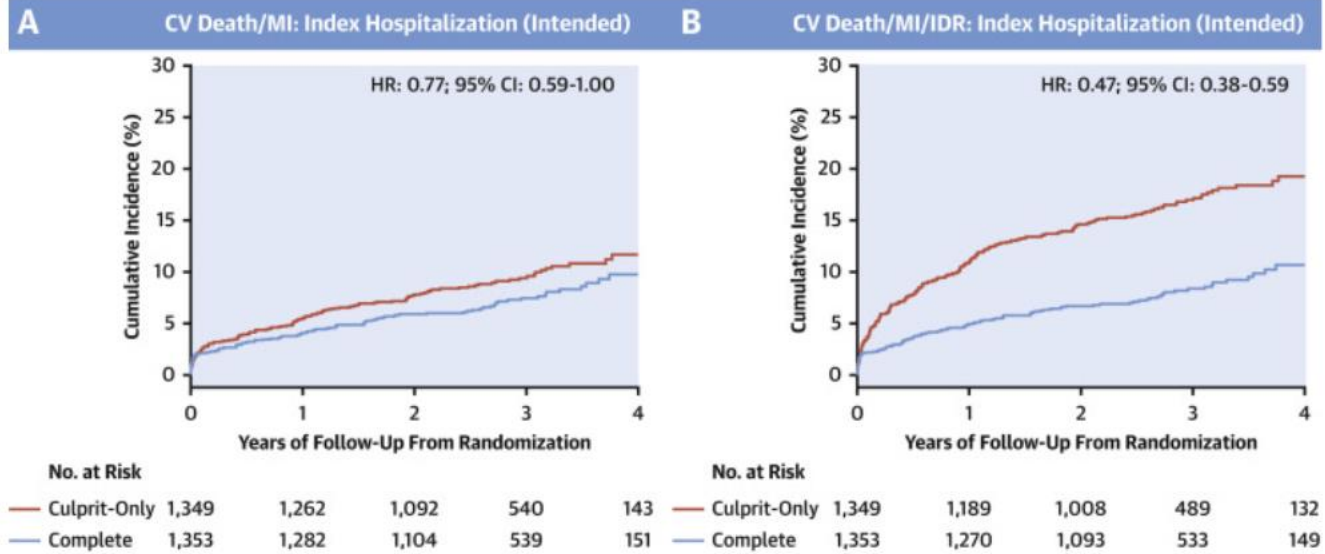 A CV Death/MI: Index Hospitalization (Intended)
HR: 0.77; 95% CI: 0.59-1.00
Cumulative Incidence (%)
30
25
20
15
10
5
0
0 1 2 3 4
Years of Follow-Up From Randomization
No. at Risk
Culprit-Only 1,349 1,262 1,092 540 143
Complete 1,353 1,282 1,104 539 151
B CV Death/MI/IDR: Index Hospitalization (Intended)
HR: 0.47; 95% CI: 0.38-0.59
Cumulative Incidence (%)
30
25
20
15
10
5
0
0 1 2 3 4
Years of Follow-Up From Randomization
No. at Risk
Culprit-Only 1,349 1,189 1,008 489 132
Complete 1,353 1,270 1,093 533 149